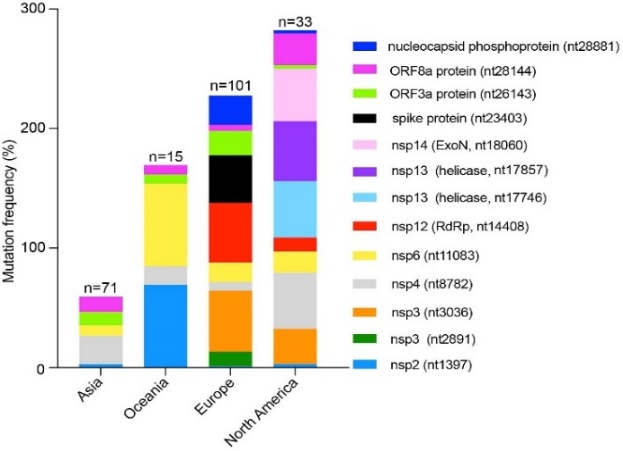 300
200
100
0
Mutation frequency (%)
n=71
n=15
n=101
n=33
Asia
Oceania
Europe
North America
nucleocapsid phosphoprotein (nt28881)
ORF8a protein (nt28144)
ORF3a protein (nt26143)
spike protein (nt23403)
nsp14 (ExoN, nt18060)
nsp13 (helicase, nt17857)
nsp13 (helicase, nt17746)
nsp12 (RdRp, nt14408)
nsp6 (nt11083)
nsp4 (nt8782)
nsp3 (nt3036)
nsp3 (nt2891)
nsp2 (nt1397)